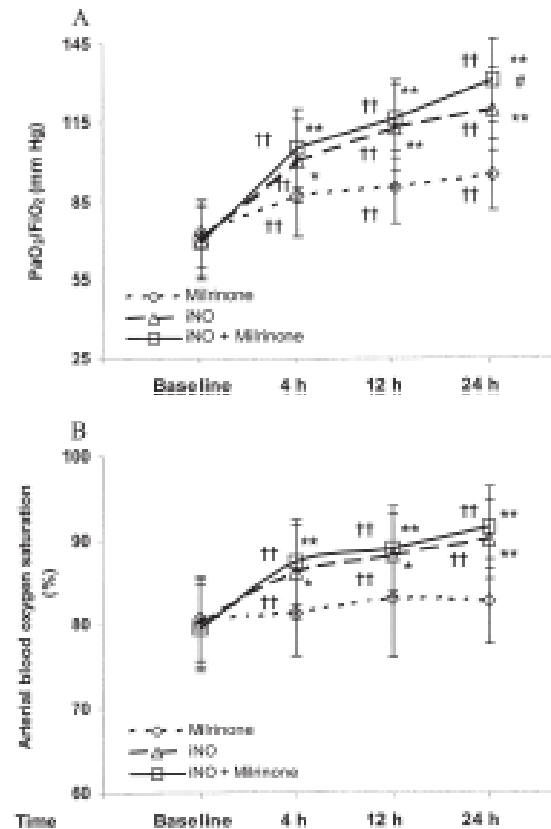 A
145
115
85
55
25
PaO₂/FiO₂ (mm Hg)
†† ** #
†† **
†† **
†† **
†† **
†† *
††
††
††
Milrinone
iNO
iNO + Milrinone
Baseline 4 h 12 h 24 h
B
100
90
80
70
60
Arterial blood oxygen saturation
(%)
†† **
†† **
†† **
†† **
†† *
†† *
Milrinone
iNO
iNO + Milrinone
Time Baseline 4 h 12 h 24 h